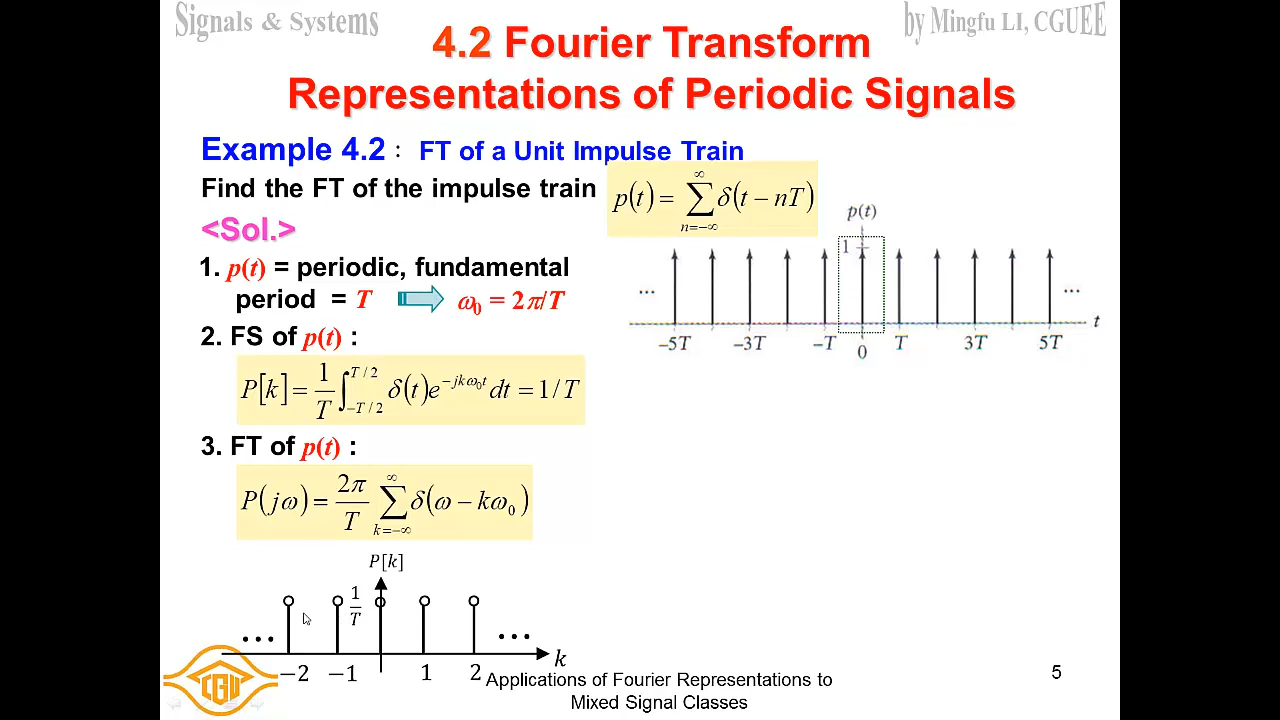 Signals & Systems
by Mingfu LI, CGUEE
4.2 Fourier Transform
Representations of Periodic Signals
Example 4.2 : FT of a Unit Impulse Train
Find the FT of the impulse train
p(t) = ∑_{n=−∞}^{∞} δ(t − nT)
<Sol.>
p(t)
1
... ...
t
−5T −3T −T 0 T 3T 5T
1. p(t) = periodic, fundamental
period = T ⇒ ω₀ = 2π/T
2. FS of p(t) :
P[k] = 1/T ∫_{−T/2}^{T/2} δ(t)e^{−jkω₀t} dt = 1/T
3. FT of p(t) :
P(jω) = 2π/T ∑_{k=−∞}^{∞} δ(ω − kω₀)
P[k]
1/T
... ...
k
−2 −1 1 2
CGU
Applications of Fourier Representations to
Mixed Signal Classes
5